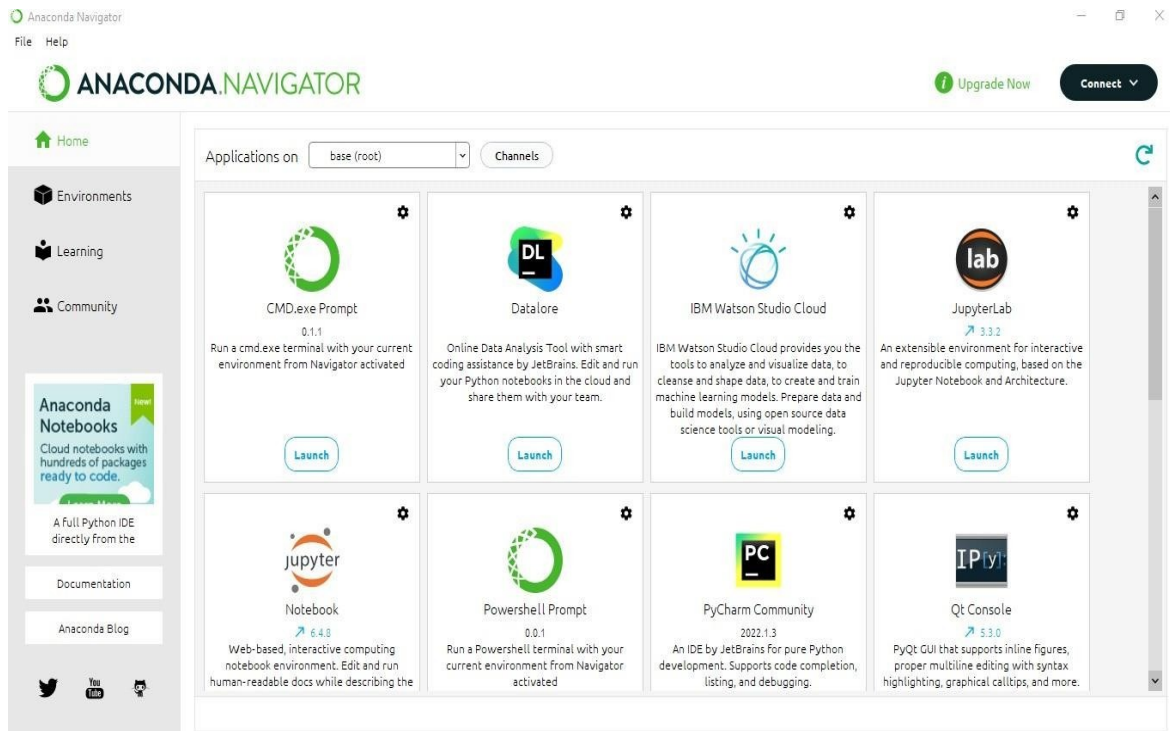 Anaconda Navigator
File Help
ANACONDA.NAVIGATOR
Upgrade Now
Connect
Home
Environments
Learning
Community
Anaconda
Notebooks
New!
Cloud notebooks with
hundreds of packages
ready to code.
Learn More
A full Python IDE
directly from the
Documentation
Anaconda Blog
You
Tube
Applications on base (root) Channels
CMD.exe Prompt
0.1.1
Run a cmd.exe terminal with your current
environment from Navigator activated
Launch
DL
Datalore
Online Data Analysis Tool with smart
coding assistance by JetBrains. Edit and run
your Python notebooks in the cloud and
share them with your team.
Launch
IBM Watson Studio Cloud
IBM Watson Studio Cloud provides you the
tools to analyze and visualize data, to
cleanse and shape data, to create and train
machine learning models. Prepare data and
build models, using open source data
science tools or visual modeling.
Launch
lab
JupyterLab
3.3.2
An extensible environment for interactive
and reproducible computing, based on the
Jupyter Notebook and Architecture.
Launch
jupyter
Notebook
6.4.8
Web-based, interactive computing
notebook environment. Edit and run
human-readable docs while describing the
Powershell Prompt
0.0.1
Run a Powershell terminal with your
current environment from Navigator
activated
PC
PyCharm Community
2022.1.3
An IDE by JetBrains for pure Python
development. Supports code completion,
listing, and debugging.
IP[y]:
Qt Console
5.3.0
PyQt GUI that supports inline figures,
proper multiline editing with syntax
highlighting, graphical calltips, and more.